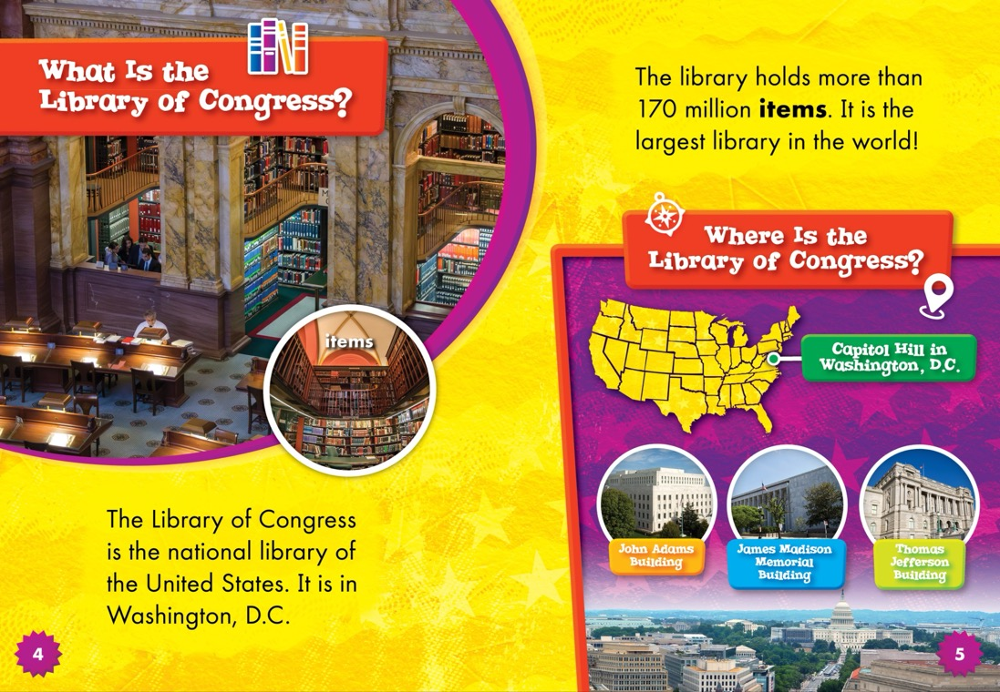 What Is the
Library of Congress?
items
The Library of Congress
is the national library of
the United States. It is in
Washington, D.C.
4
The library holds more than
170 million items. It is the
largest library in the world!
Where Is the
Library of Congress?
Capitol Hill in
Washington, D.C.
John Adams
Building
James Madison
Memorial
Building
Thomas
Jefferson
Building
5